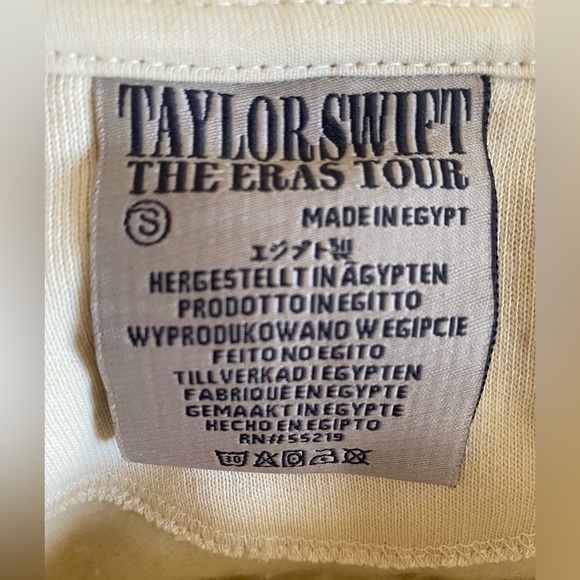 TAYLOR SWIFT
THE ERAS TOUR
S MADE IN EGYPT
エジプト製
HERGESTELLT IN ÄGYPTEN
PRODOTTO IN EGITTO
WYPRODUKOWANO W EGIPCIE
FEITO NO EGITO
TILLVERKAD I EGYPTEN
FABRIQUÉ EN EGYPTE
GEMAAKT IN EGYPTE
HECHO EN EGIPTO
RN# 55219
30